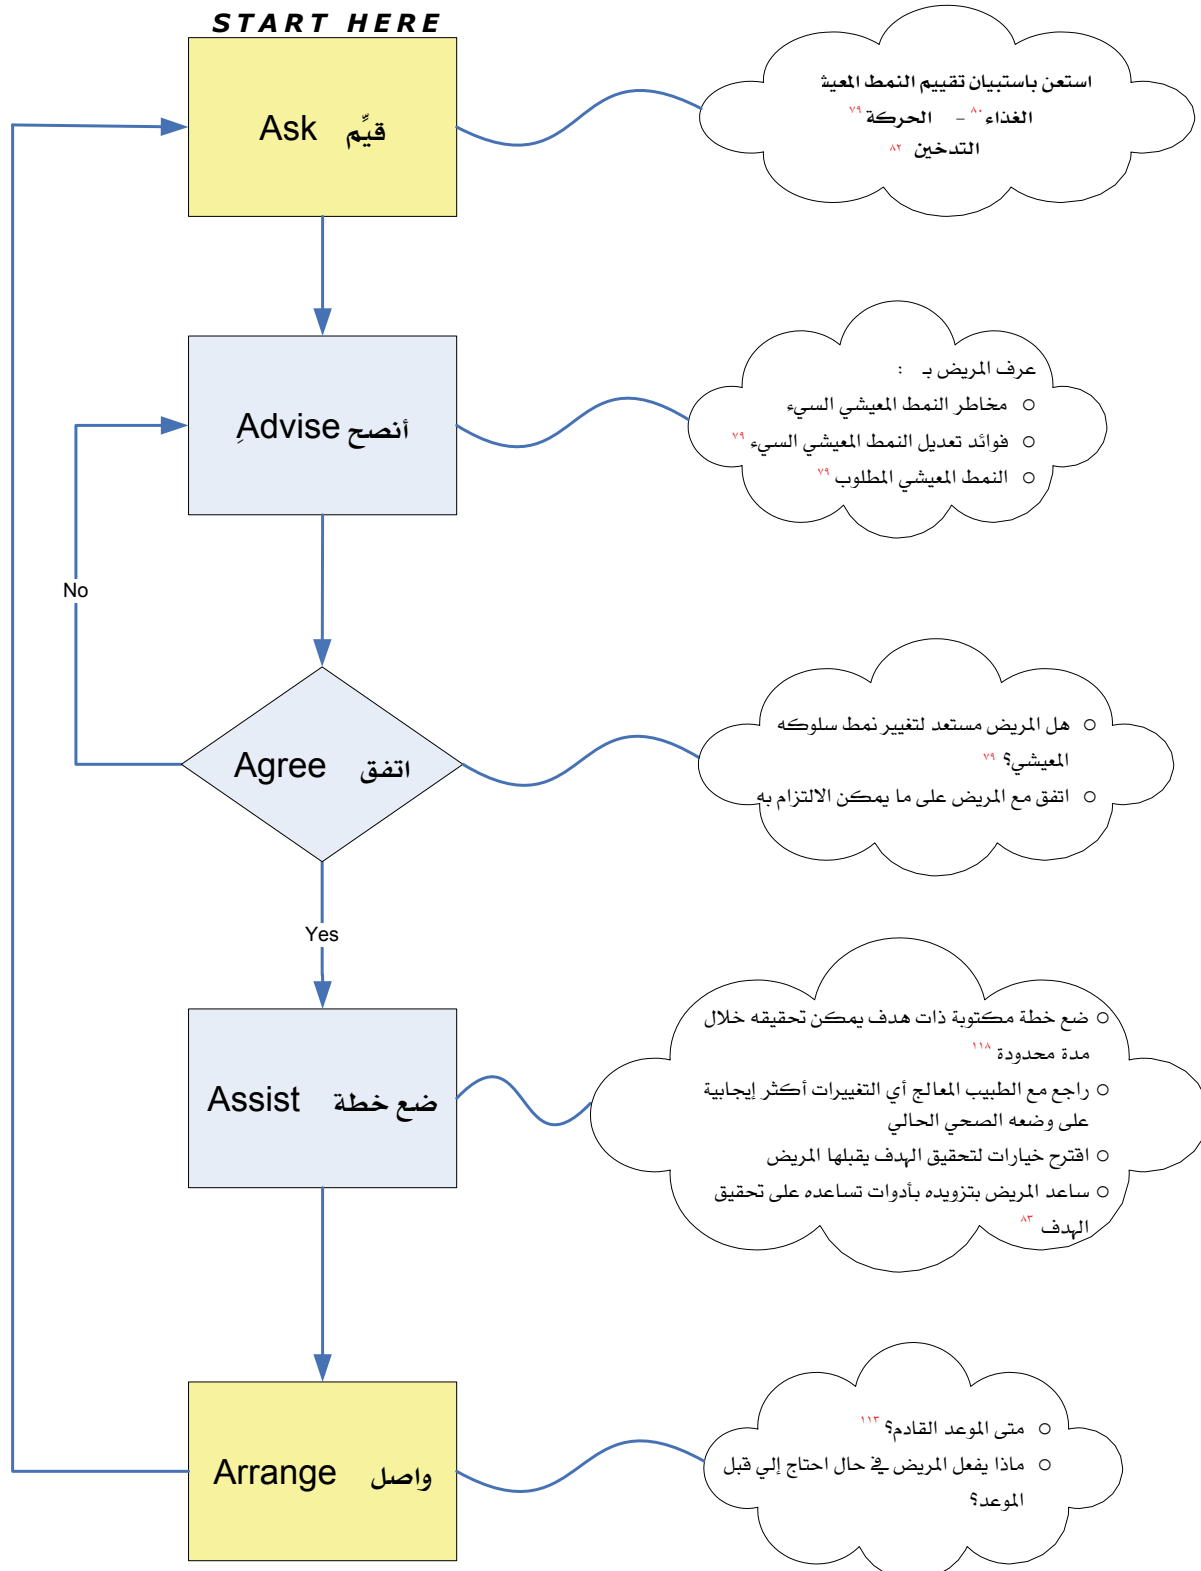 START HERE
Ask قيِّم
استعن باستبيان تقييم النمط المعيش
الغذاء ٨٠ - الحركة ٧٩
التدخين ٨٢
Advise أنصحِ
عرف المريض بـ :
○ مخاطر النمط المعيشي السيء
○ فوائد تعديل النمط المعيشي السيء ٧٩
○ النمط المعيشي المطلوب ٧٩
No
Agree اتفق
○ هل المريض مستعد لتغيير نمط سلوكه
المعيشي؟ ٧٩
○ اتفق مع المريض على ما يمكن الالتزام به
Yes
Assist ضع خطة
○ ضع خطة مكتوبة ذات هدف يمكن تحقيقه خلال
مدة محدودة ١١٨
○ راجع مع الطبيب المعالج أي التغييرات أكثر إيجابية
على وضعه الصحي الحالي
○ اقترح خيارات لتحقيق الهدف يقبلها المريض
○ ساعد المريض بتزويده بأدوات تساعده على تحقيق
الهدف ٨٣
Arrange واصل
○ متى الموعد القادم؟ ١١٣
○ ماذا يفعل المريض في حال احتاج إلي قبل
الموعد؟